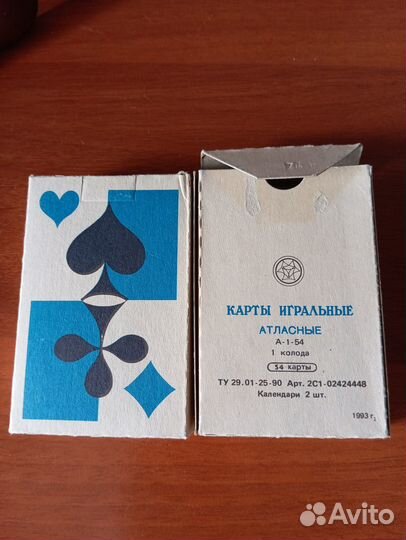 КАРТЫ ИГРАЛЬНЫЕ
АТЛАСНЫЕ
А-1-54
1 колода
54 карты
ТУ 29.01-25-90 Арт. 2С1-02424448
Календари 2 шт.
1993 г.
Avito